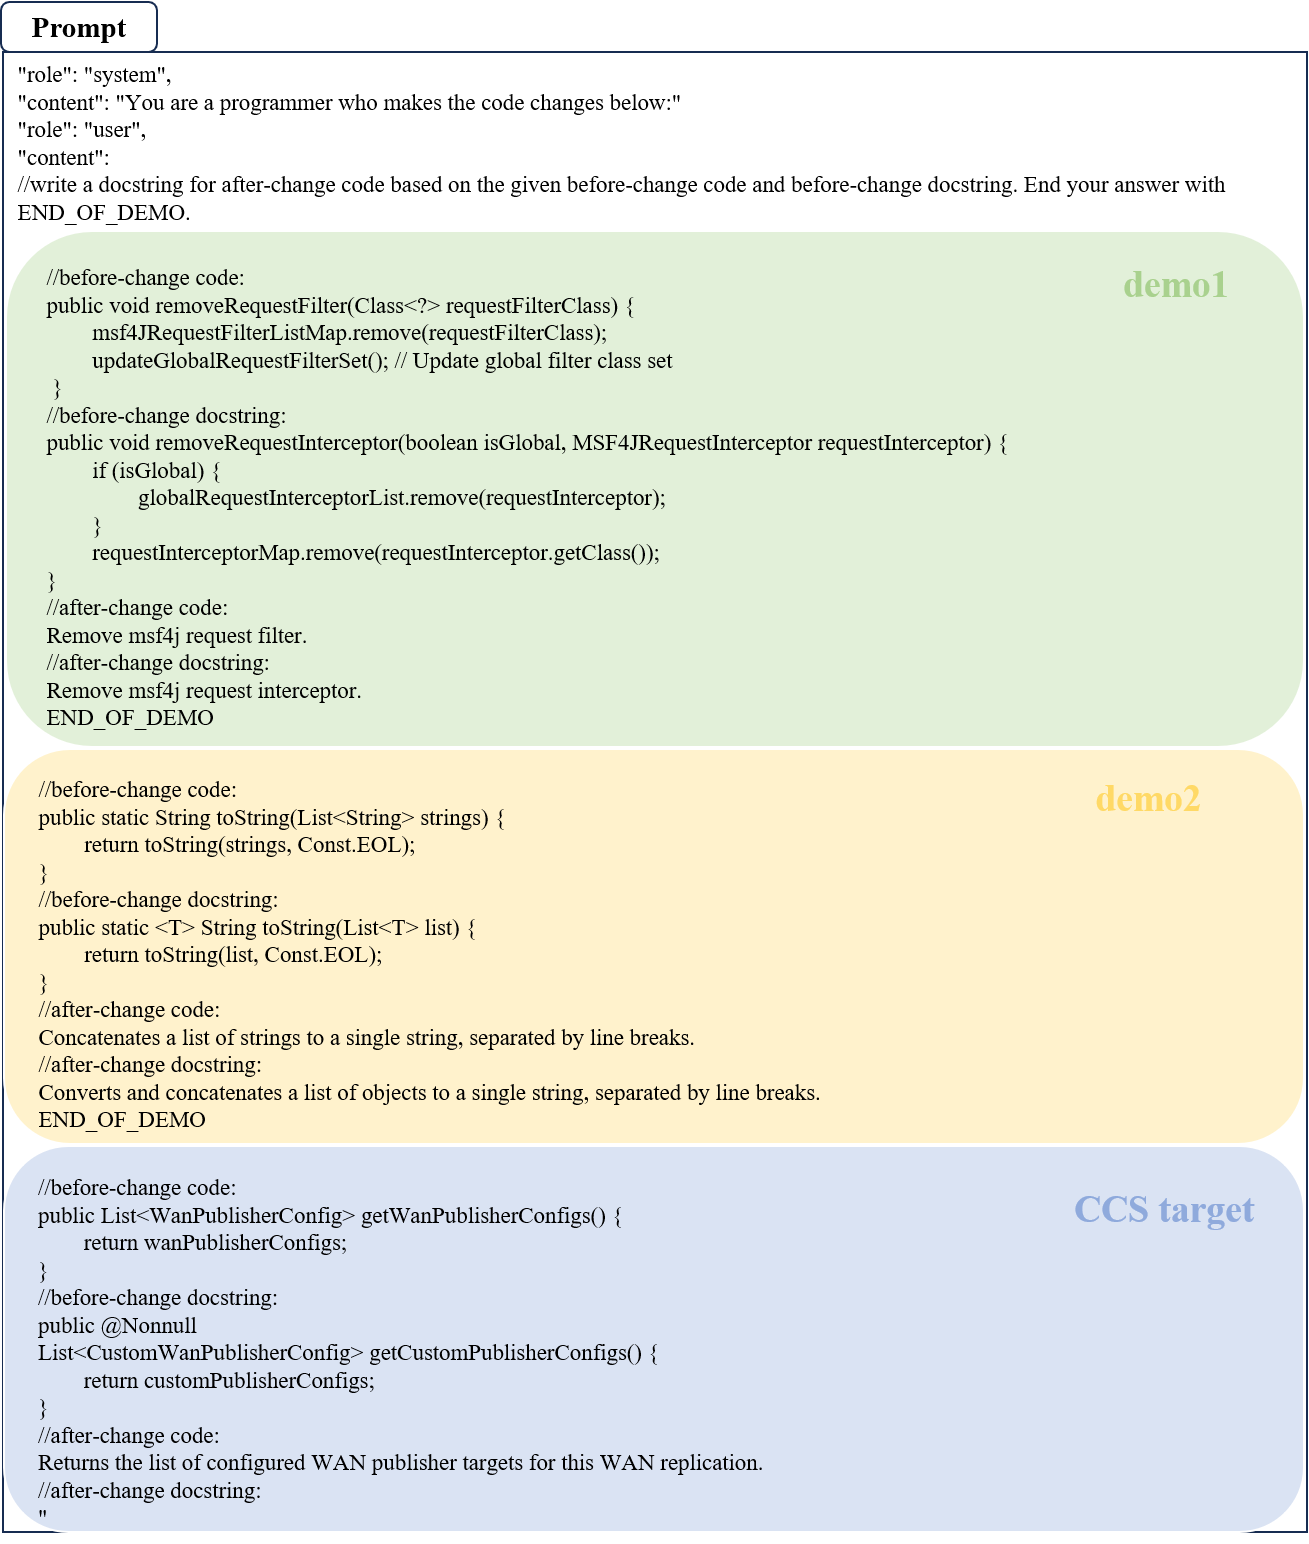 Prompt
"role": "system",
"content": "You are a programmer who makes the code changes below:"
"role": "user",
"content":
//write a docstring for after-change code based on the given before-change code and before-change docstring. End your answer with
END_OF_DEMO.
demo1
//before-change code:
public void removeRequestFilter(Class<?> requestFilterClass) {
msf4JRequestFilterListMap.remove(requestFilterClass);
updateGlobalRequestFilterSet(); // Update global filter class set
}
//before-change docstring:
public void removeRequestInterceptor(boolean isGlobal, MSF4JRequestInterceptor requestInterceptor) {
if (isGlobal) {
globalRequestInterceptorList.remove(requestInterceptor);
}
requestInterceptorMap.remove(requestInterceptor.getClass());
}
//after-change code:
Remove msf4j request filter.
//after-change docstring:
Remove msf4j request interceptor.
END_OF_DEMO
demo2
//before-change code:
public static String toString(List<String> strings) {
return toString(strings, Const.EOL);
}
//before-change docstring:
public static <T> String toString(List<T> list) {
return toString(list, Const.EOL);
}
//after-change code:
Concatenates a list of strings to a single string, separated by line breaks.
//after-change docstring:
Converts and concatenates a list of objects to a single string, separated by line breaks.
END_OF_DEMO
CCS target
//before-change code:
public List<WanPublisherConfig> getWanPublisherConfigs() {
return wanPublisherConfigs;
}
//before-change docstring:
public @Nonnull
List<CustomWanPublisherConfig> getCustomPublisherConfigs() {
return customPublisherConfigs;
}
//after-change code:
Returns the list of configured WAN publisher targets for this WAN replication.
//after-change docstring:
"